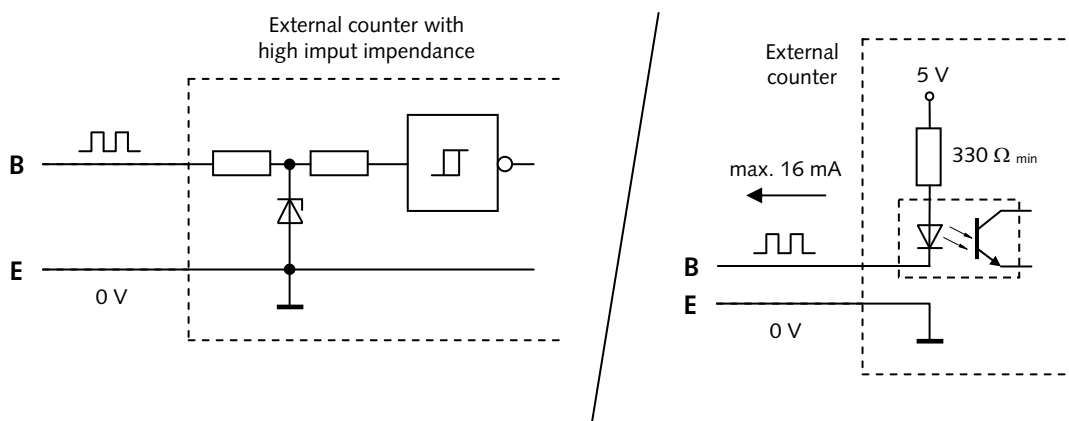 External counter with
high imput impendance
B
E
0 V
External
counter
5 V
330 Ω min
max. 16 mA
B
E
0 V